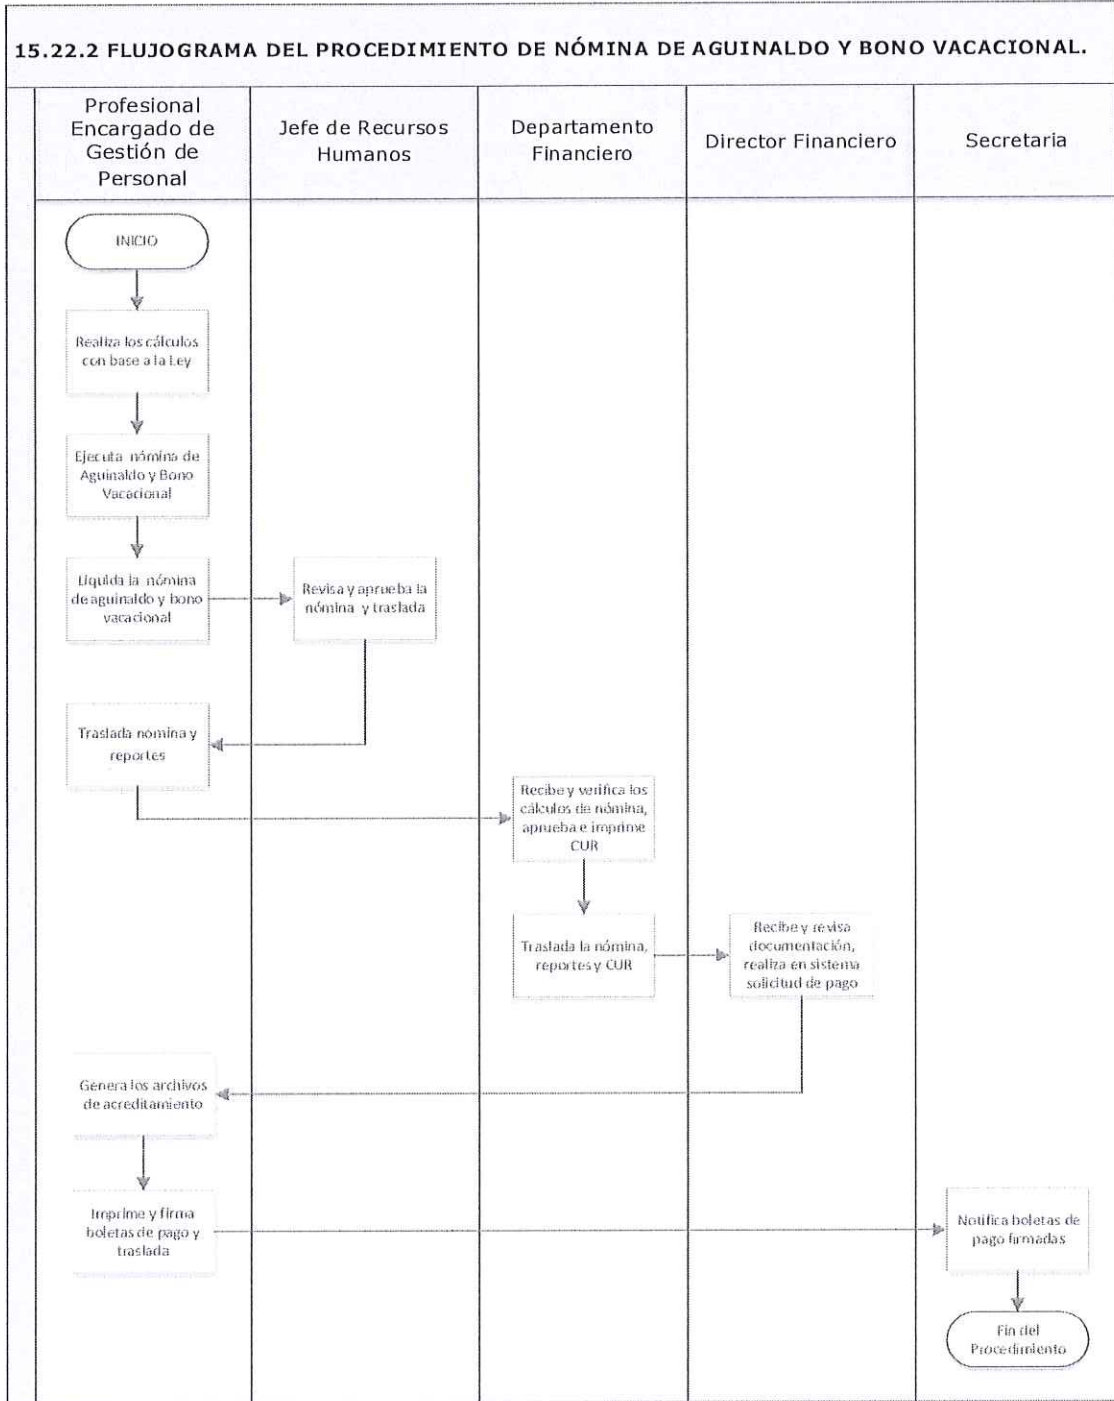 15.22.2 FLUJOGRAMA DEL PROCEDIMIENTO DE NÓMINA DE AGUINALDO Y BONO VACACIONAL.
Profesional
Encargado de
Gestión de
Personal
Jefe de Recursos
Humanos
Departamento
Financiero
Director Financiero
Secretaria
INICIO
Realiza los cálculos
con base a la Ley
Ejecuta nómina de
Aguinaldo y Bono
Vacacional
Liquida la nómina
de aguinaldo y bono
vacacional
Revisa y aprueba la
nómina y traslada
Traslada nomina y
reportes
Recibe y verifica los
cálculos de nómina,
aprueba e imprime
CUR
Traslada la nómina,
reportes y CUR
Recibe y revisa
documentación,
realiza en sistema
solicitud de pago
Genera los archivos
de acreditamiento
Imprime y firma
boletas de pago y
traslada
Notifica boletas de
pago firmadas
Fin del
Procedimiento